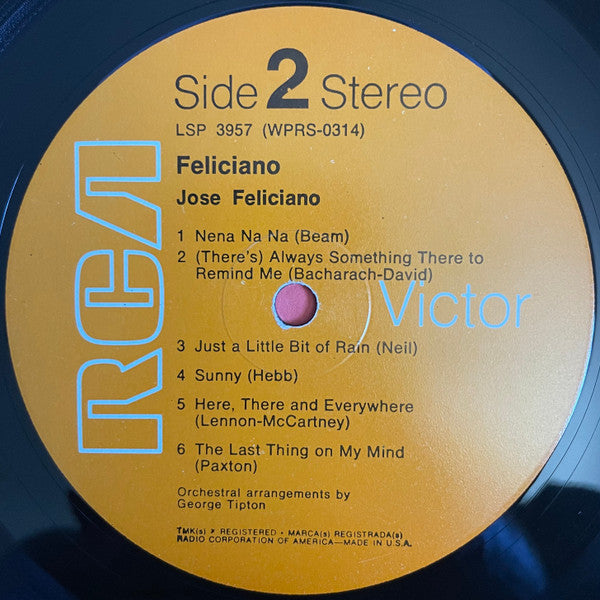 Side 2 Stereo
LSP 3957 (WPRS-0314)
Feliciano
Jose Feliciano
1 Nena Na Na (Beam)
2 (There's) Always Something There to
Remind Me (Bacharach-David)
RCA
Victor
3 Just a Little Bit of Rain (Neil)
4 Sunny (Hebb)
5 Here, There and Everywhere
(Lennon-McCartney)
6 The Last Thing on My Mind
(Paxton)
Orchestral arrangements by
George Tipton
TMK(s) ® REGISTERED • MARCA(s) REGISTRADA(s)
RADIO CORPORATION OF AMERICA—MADE IN U.S.A.